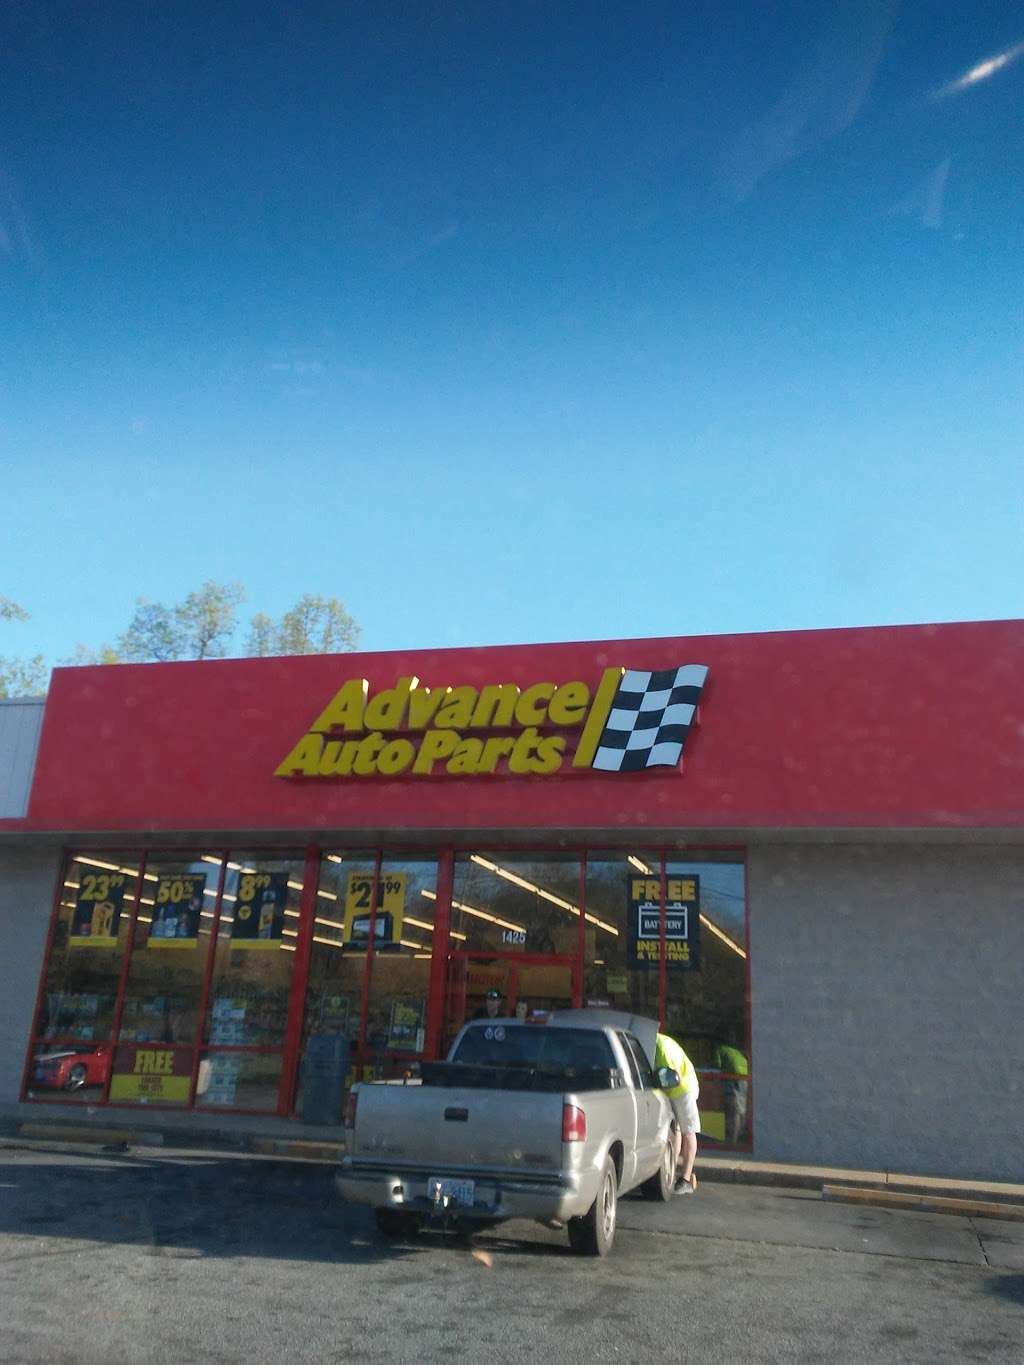 Advance
Auto Parts
23 99
50%
8 99
$21 99
FREE
BATTERY
INSTALL
& TESTING
1425
FREE